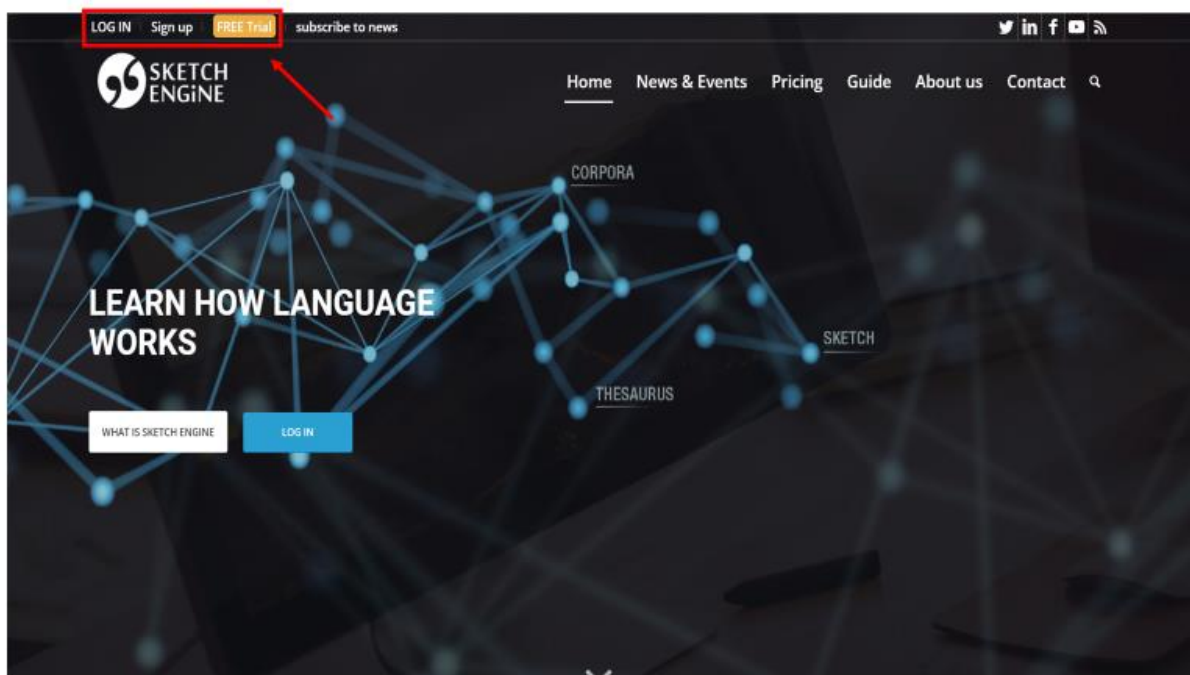 LOG IN Sign up FREE Trial subscribe to news
SKETCH
ENGiNE
Home News & Events Pricing Guide About us Contact
CORPORA
LEARN HOW LANGUAGE
WORKS
SKETCH
THESAURUS
WHAT IS SKETCH ENGINE LOG IN